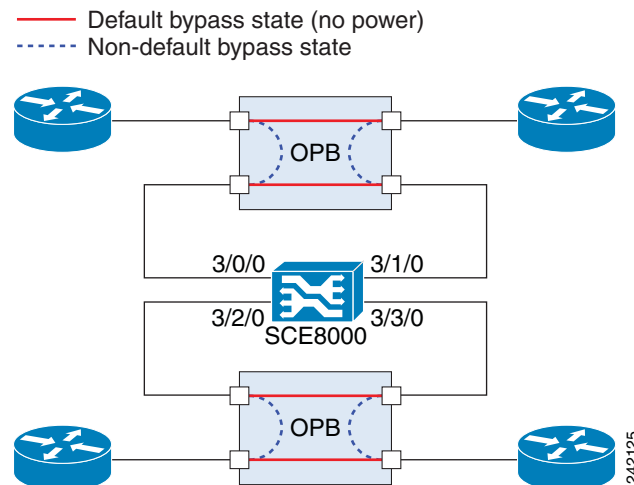 Default bypass state (no power)
Non-default bypass state
OPB
3/0/0
3/1/0
3/2/0
3/3/0
SCE8000
OPB
242125